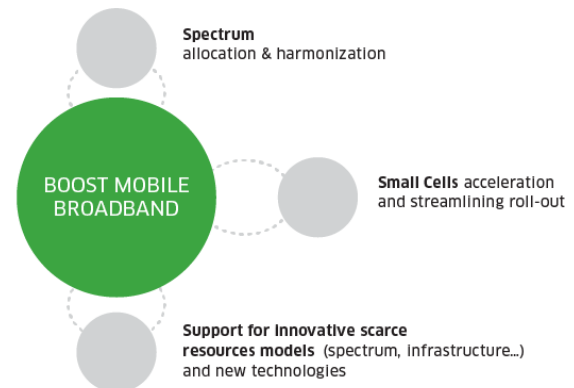 Spectrum
allocation & harmonization
BOOST MOBILE
BROADBAND
Small Cells acceleration
and streamlining roll-out
Support for Innovative scarce
resources models (spectrum, infrastructure...)
and new technologies